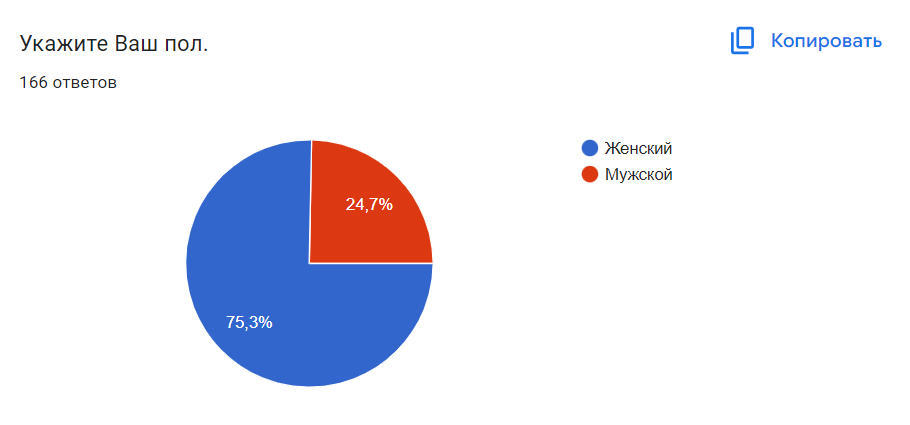 Укажите Ваш пол.
Копировать
166 ответов
Женский
Мужской
24,7%
75,3%